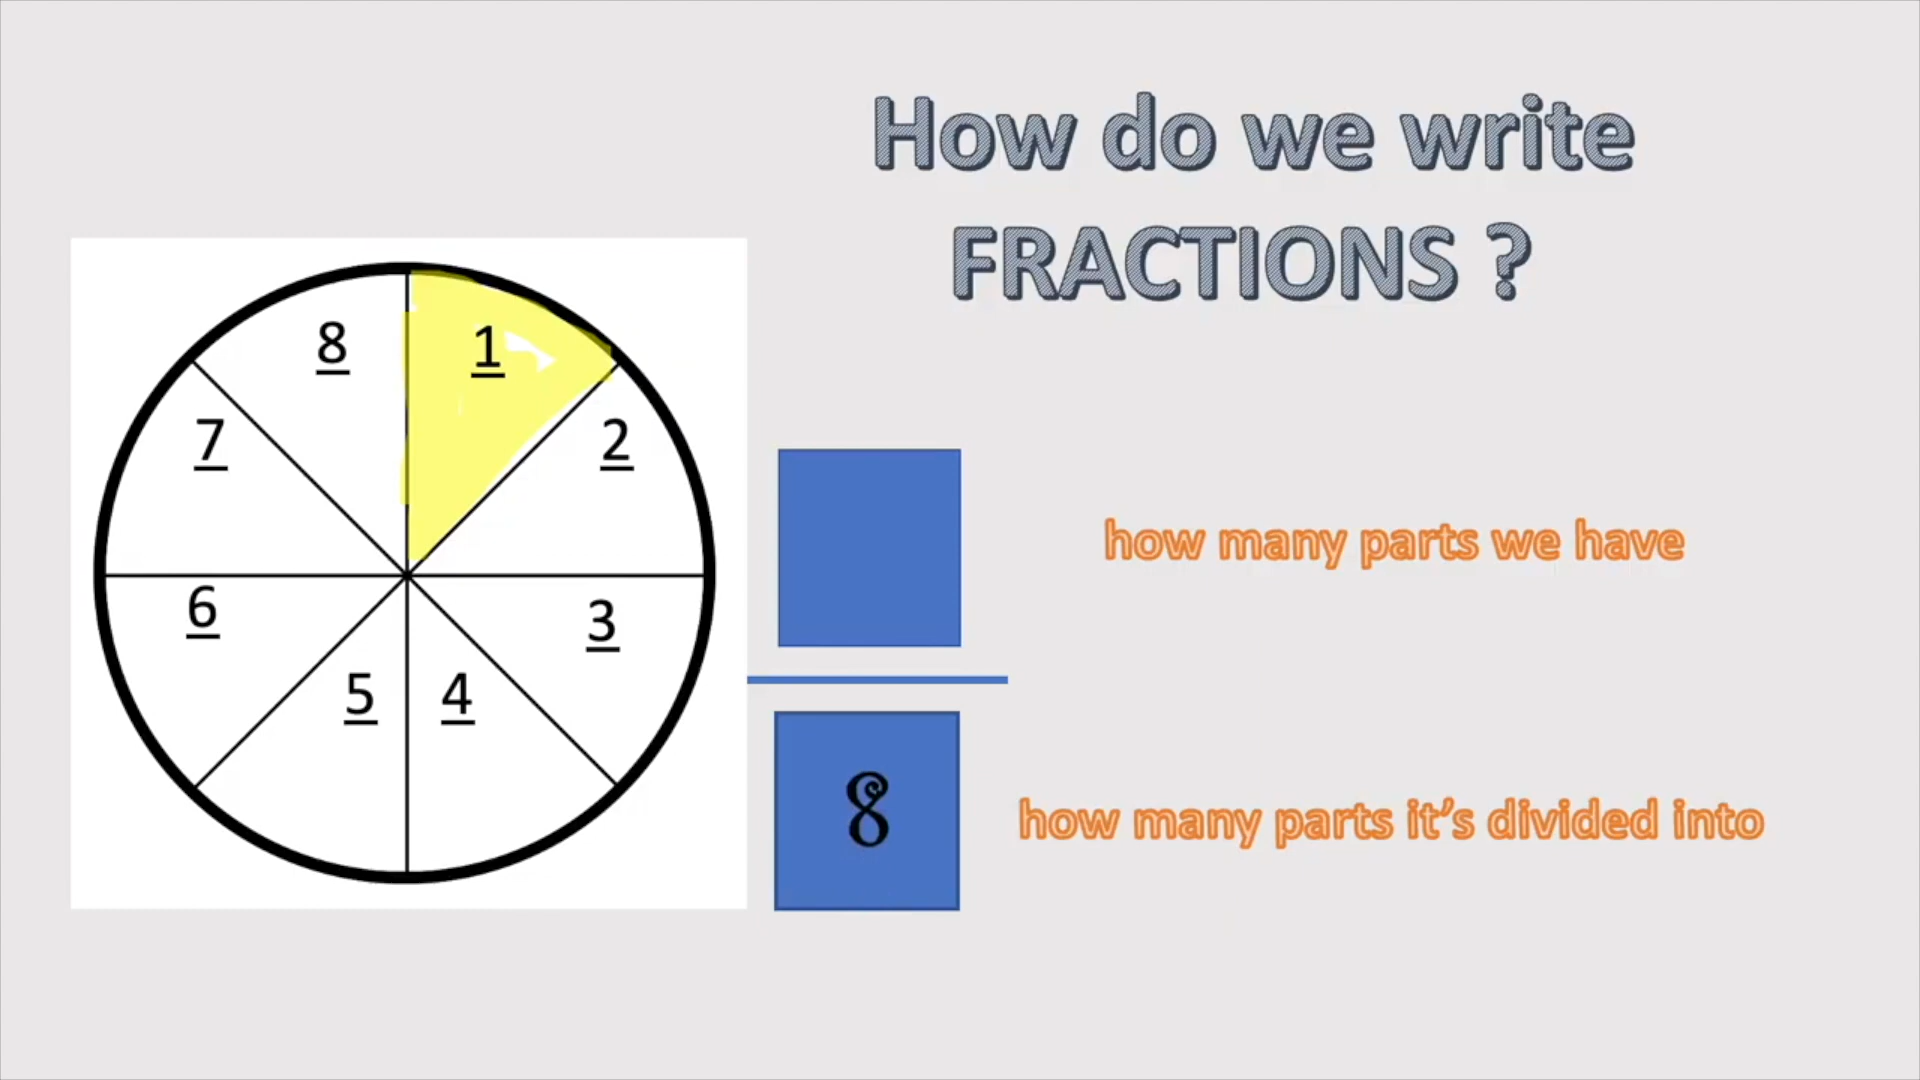 How do we write
FRACTIONS ?
8
1
7
2
6
3
5
4
how many parts we have
8
how many parts it's divided into